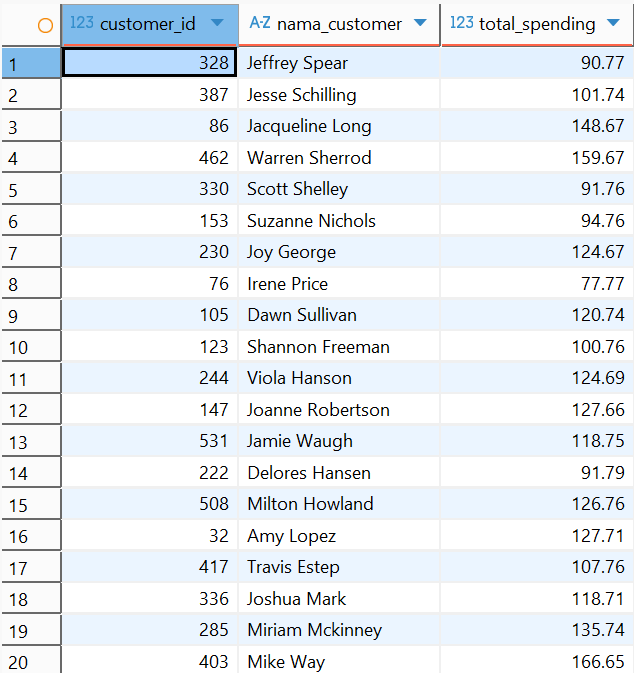 123 customer_id A-Z nama_customer 123 total_spending
1 328 Jeffrey Spear 90.77
2 387 Jesse Schilling 101.74
3 86 Jacqueline Long 148.67
4 462 Warren Sherrod 159.67
5 330 Scott Shelley 91.76
6 153 Suzanne Nichols 94.76
7 230 Joy George 124.67
8 76 Irene Price 77.77
9 105 Dawn Sullivan 120.74
10 123 Shannon Freeman 100.76
11 244 Viola Hanson 124.69
12 147 Joanne Robertson 127.66
13 531 Jamie Waugh 118.75
14 222 Delores Hansen 91.79
15 508 Milton Howland 126.76
16 32 Amy Lopez 127.71
17 417 Travis Estep 107.76
18 336 Joshua Mark 118.71
19 285 Miriam Mckinney 135.74
20 403 Mike Way 166.65